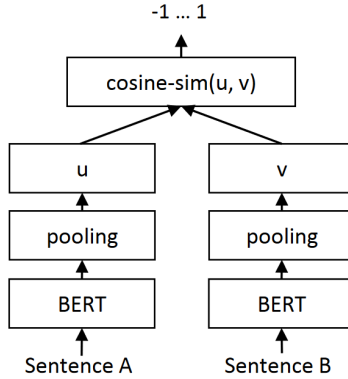 -1 … 1
cosine-sim(u, v)
u
v
pooling
pooling
BERT
BERT
Sentence A
Sentence B